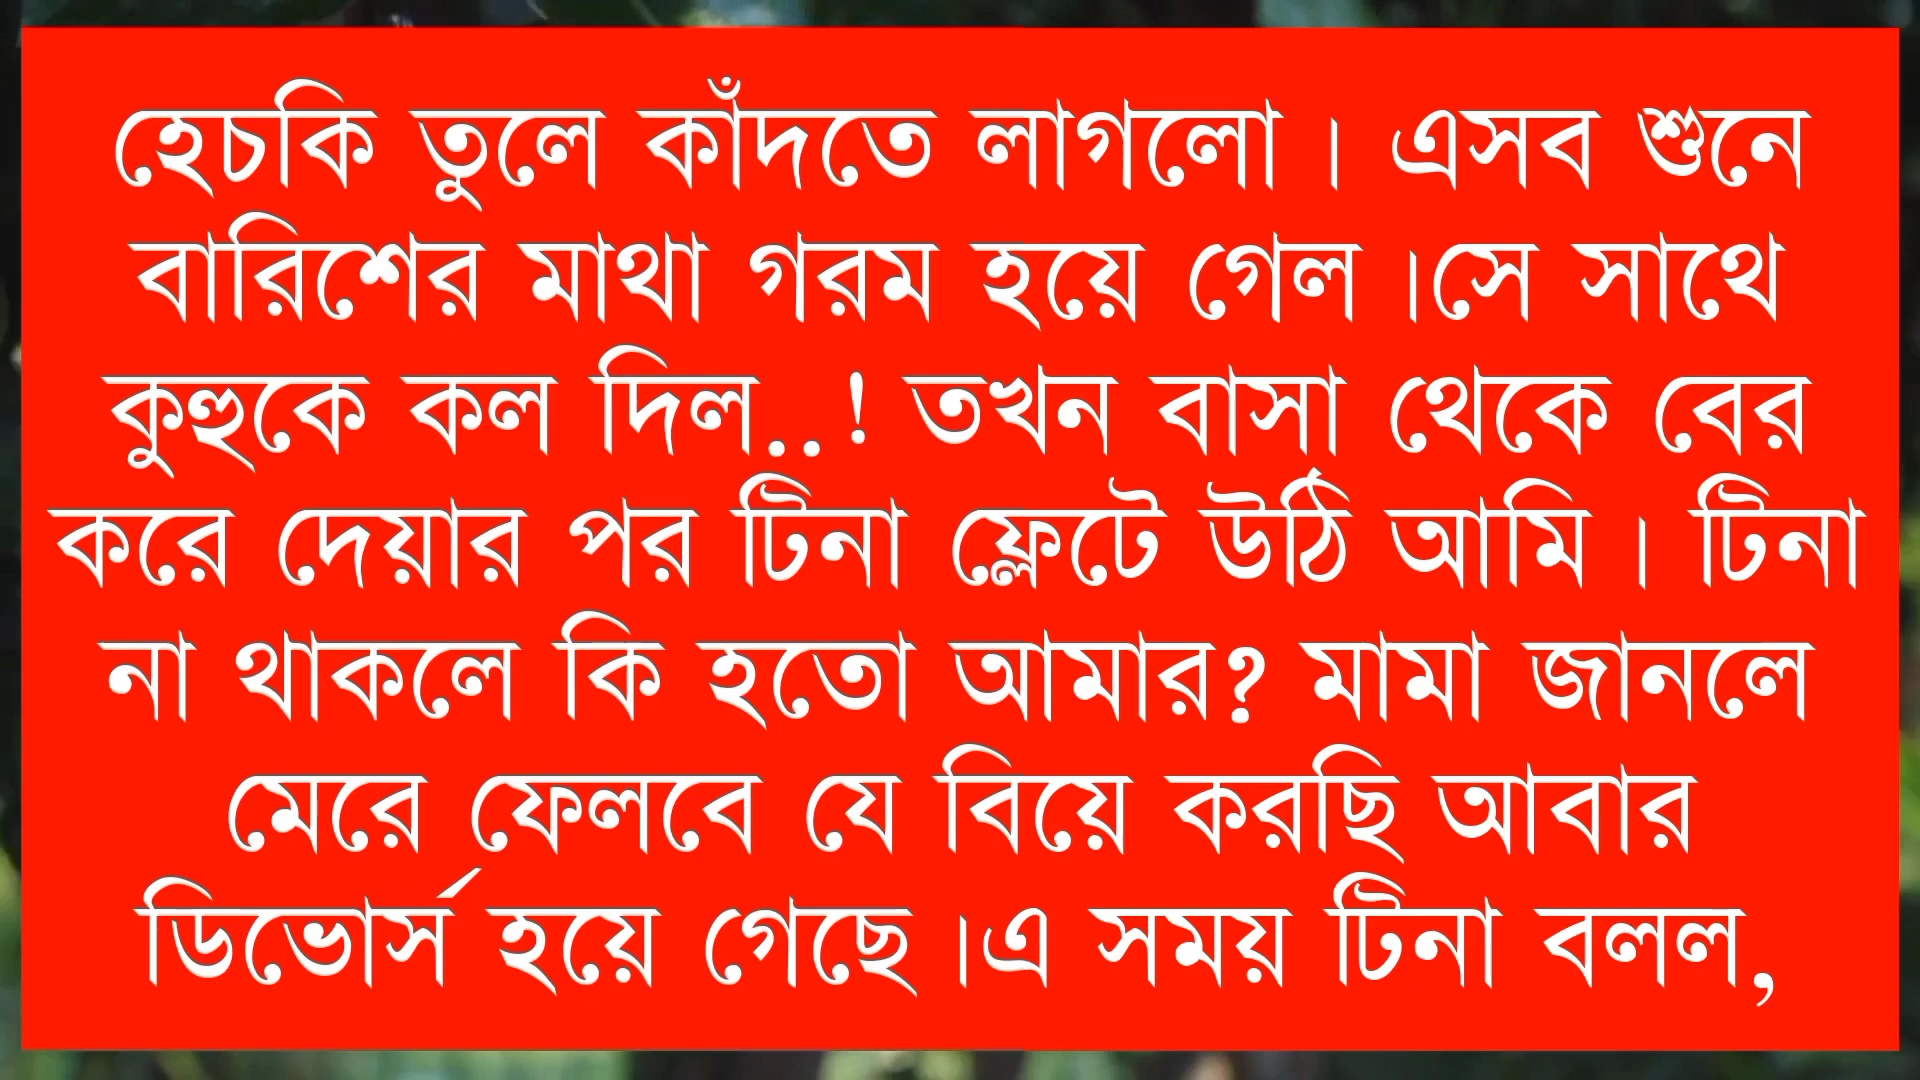 হেচকি তুলে কাঁদতে লাগলো । এসব শুনে
বারিশের মাথা গরম হয়ে গেল ।সে সাথে
কুহুকে কল দিল..! তখন বাসা থেকে বের
করে দেয়ার পর টিনা ফ্লেটে উঠি আমি । টিনা
না থাকলে কি হতো আমার? মামা জানলে
মেরে ফেলবে যে বিয়ে করছি আবার
ডিভোর্স হয়ে গেছে ।এ সময় টিনা বলল,